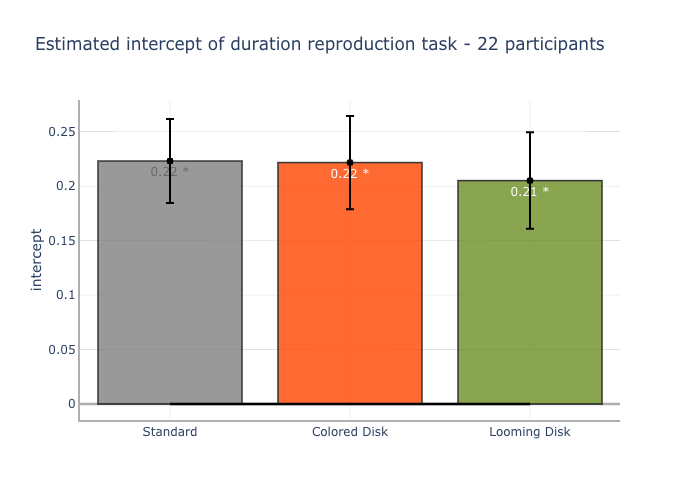 Estimated intercept of duration reproduction task - 22 participants
0.25
0.2
0.15
0.1
0.05
0
intercept
0.22 *
0.22 *
0.21 *
Standard
Colored Disk
Looming Disk